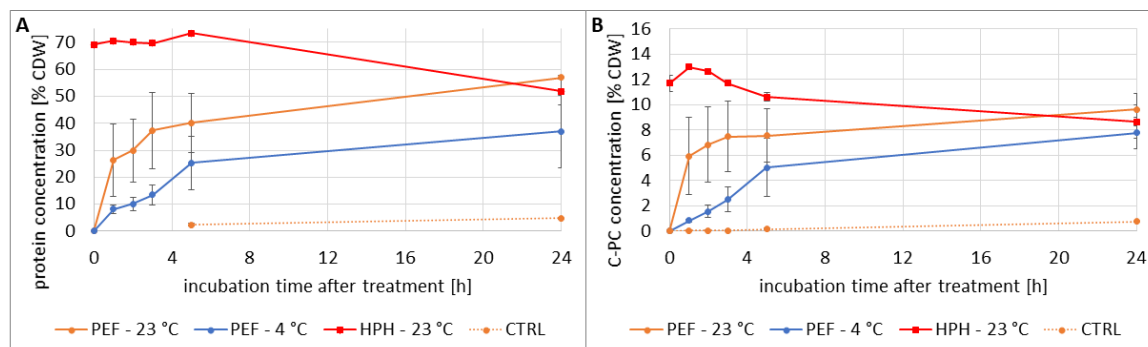 A
protein concentration [% CDW]
70
60
50
40
30
20
10
0
0 4 8 12 16 20 24
incubation time after treatment [h]
PEF - 23 °C PEF - 4 °C HPH - 23 °C CTRL
B
C-PC concentration [% CDW]
16
14
12
10
8
6
4
2
0
0 4 8 12 16 20 24
incubation time after treatment [h]
PEF - 23 °C PEF - 4 °C HPH - 23 °C CTRL